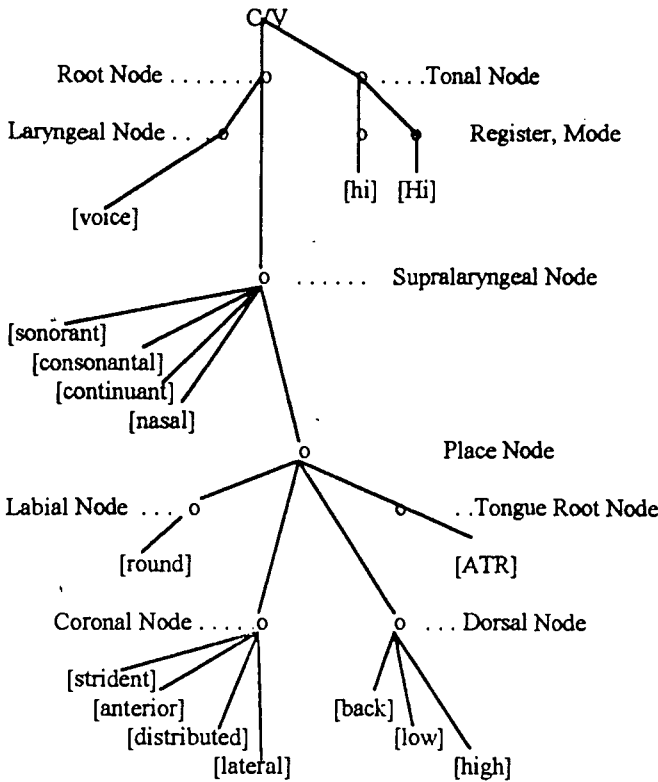 C/V
Root Node . . . . . . . o o . . . . Tonal Node
Laryngeal Node . . . o o o Register, Mode
[voice] [hi] [Hi]
o . . . . . . Supralaryngeal Node
[sonorant]
[consonantal]
[continuant]
[nasal]
o Place Node
Labial Node . . . o o . . Tongue Root Node
[round] [ATR]
Coronal Node . . . . . o o . . . Dorsal Node
[strident]
[anterior] [back]
[distributed] [low]
[lateral] [high]